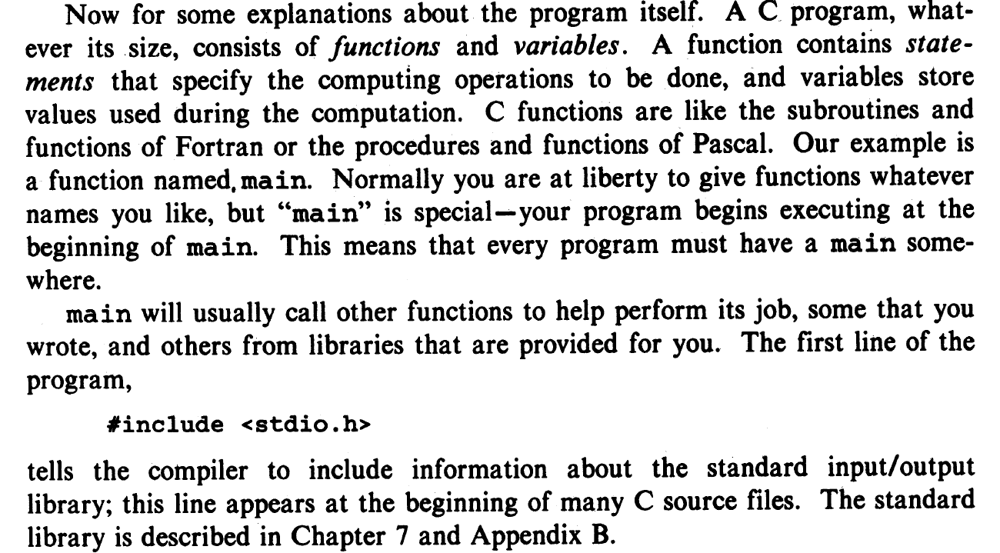 Now for some explanations about the program itself. A C program, what-
ever its size, consists of functions and variables. A function contains state-
ments that specify the computing operations to be done, and variables store
values used during the computation. C functions are like the subroutines and
functions of Fortran or the procedures and functions of Pascal. Our example is
a function named main. Normally you are at liberty to give functions whatever
names you like, but “main” is special—your program begins executing at the
beginning of main. This means that every program must have a main some-
where.
main will usually call other functions to help perform its job, some that you
wrote, and others from libraries that are provided for you. The first line of the
program,
#include <stdio.h>
tells the compiler to include information about the standard input/output
library; this line appears at the beginning of many C source files. The standard
library is described in Chapter 7 and Appendix B.